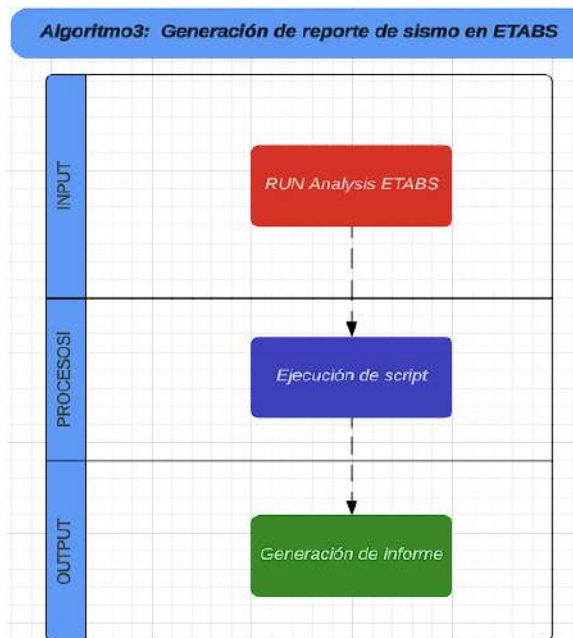 Algoritmo3: Generación de reporte de sismo en ETABS
INPUT
RUN Analysis ETABS
PROCESOSI
Ejecución de script
OUTPUT
Generación de informe